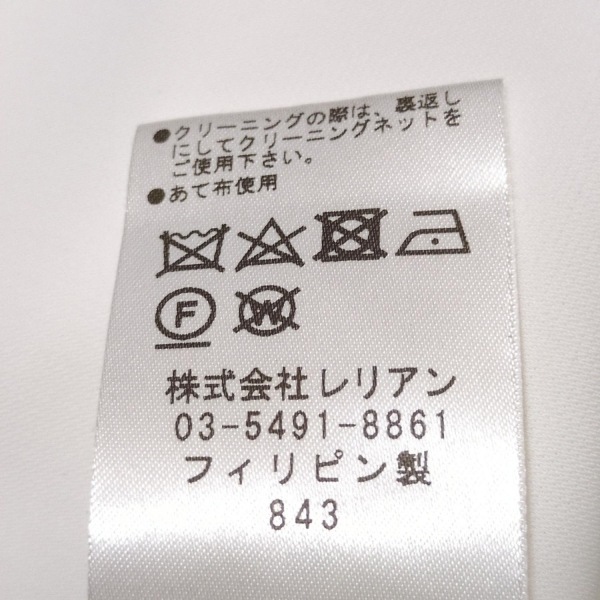 ●クリーニングの際は、裏返し
にしてクリーニングネットを
ご使用下さい。
●あて布使用
F W
株式会社レリアン
03-5491-8861
フィリピン製
843